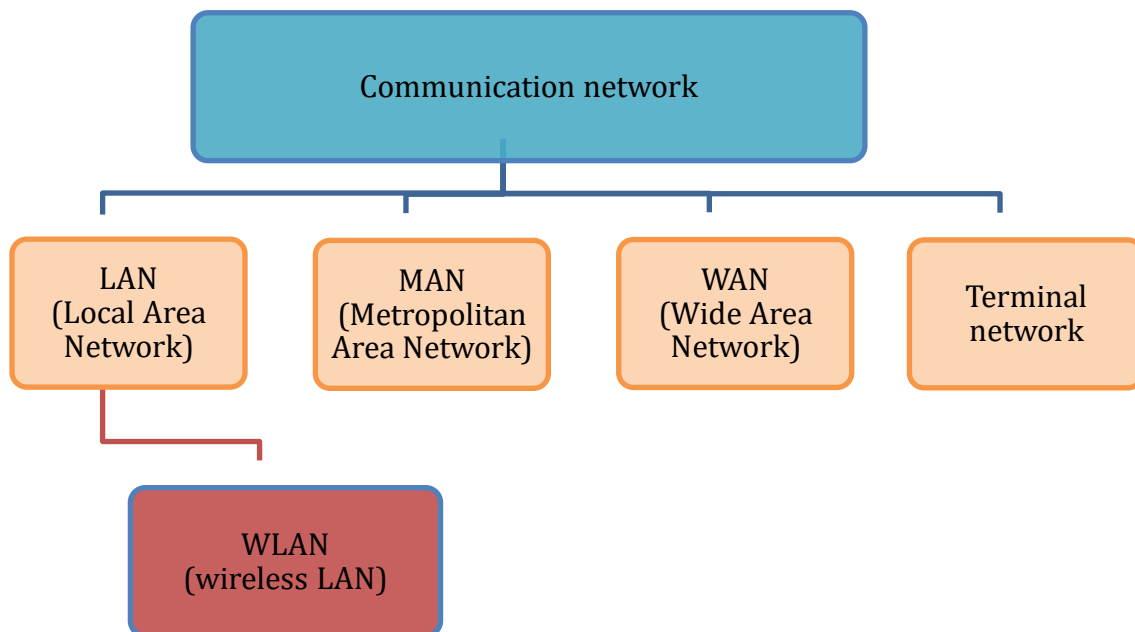 Communication network
LAN
(Local Area
Network)
MAN
(Metropolitan
Area Network)
WAN
(Wide Area
Network)
Terminal
network
WLAN
(wireless LAN)